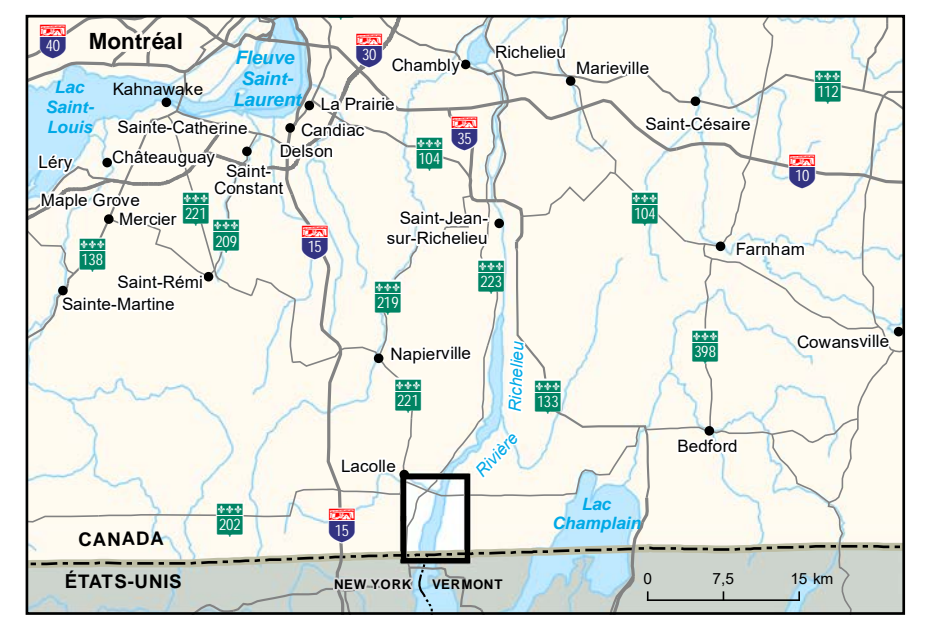 40
Montréal
30
Richelieu
Chambly
Marieville
112
Fleuve
Saint-
Laurent
Lac
Saint-
Louis
Kahnawake
La Prairie
Sainte-Catherine
Candiac
Delson
35
104
Saint-Césaire
10
Léry
Châteauguay
Saint-
Constant
Maple Grove
Mercier
221
209
15
138
Saint-Jean-
sur-Richelieu
104
Farnham
Saint-Rémi
Sainte-Martine
219
223
Cowansville
398
Napierville
Richelieu
221
133
Bedford
Rivière
Lacolle
202
15
Lac
Champlain
CANADA
ÉTATS-UNIS
NEW YORK
VERMONT
0 7,5 15 km